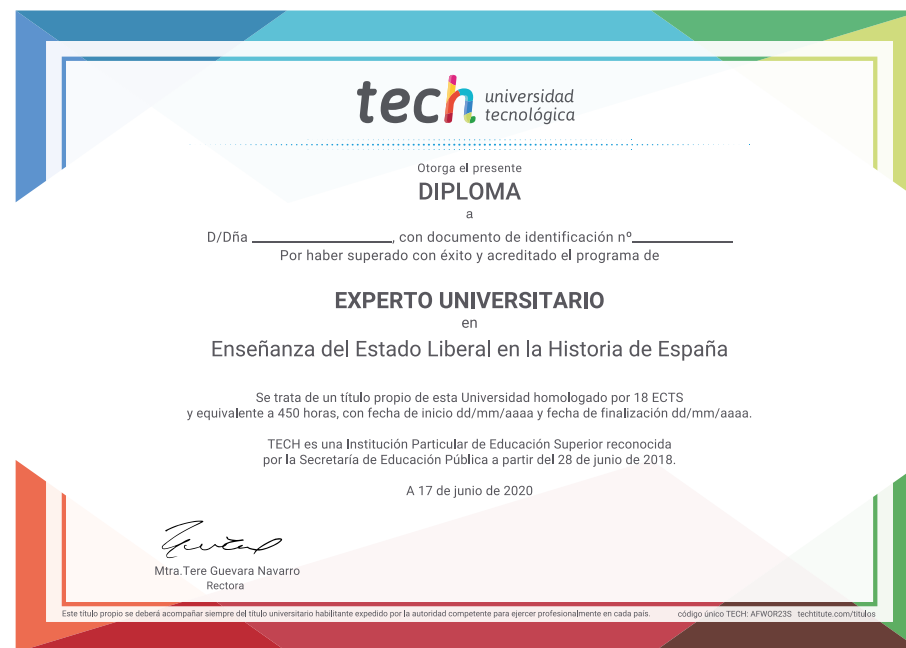 tech universidad
tecnológica
Otorga el presente
DIPLOMA
a
D/Dña ____________________, con documento de identificación nº______________
Por haber superado con éxito y acreditado el programa de
EXPERTO UNIVERSITARIO
en
Enseñanza del Estado Liberal en la Historia de España
Se trata de un título propio de esta Universidad homologado por 18 ECTS
y equivalente a 450 horas, con fecha de inicio dd/mm/aaaa y fecha de finalización dd/mm/aaaa.
TECH es una Institución Particular de Educación Superior reconocida
por la Secretaría de Educación Pública a partir del 28 de junio de 2018.
A 17 de junio de 2020
Mtra.Tere Guevara Navarro
Rectora
Este título propio se deberá acompañar siempre del título universitario habilitante expedido por la autoridad competente para ejercer profesionalmente en cada país. código único TECH: AFWOR23S techtitute.com/titulos